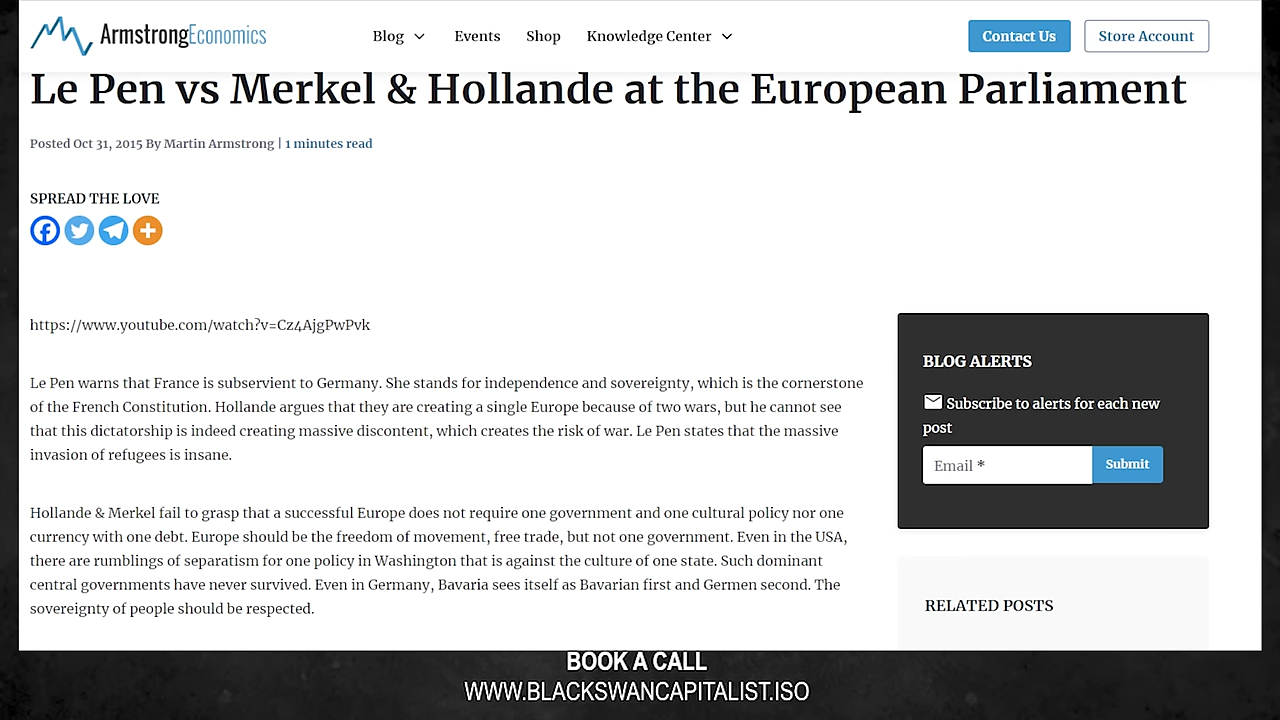 ArmstrongEconomics
Blog
Events
Shop
Knowledge Center
Contact Us
Store Account
Le Pen vs Merkel & Hollande at the European Parliament
Posted Oct 31, 2015 By Martin Armstrong | 1 minutes read
SPREAD THE LOVE
https://www.youtube.com/watch?v=Cz4AjgPwPvk
Le Pen warns that France is subservient to Germany. She stands for independence and sovereignty, which is the cornerstone
of the French Constitution. Hollande argues that they are creating a single Europe because of two wars, but he cannot see
that this dictatorship is indeed creating massive discontent, which creates the risk of war. Le Pen states that the massive
invasion of refugees is insane.
Hollande & Merkel fail to grasp that a successful Europe does not require one government and one cultural policy nor one
currency with one debt. Europe should be the freedom of movement, free trade, but not one government. Even in the USA,
there are rumblings of separatism for one policy in Washington that is against the culture of one state. Such dominant
central governments have never survived. Even in Germany, Bavaria sees itself as Bavarian first and Germen second. The
sovereignty of people should be respected.
BLOG ALERTS
Subscribe to alerts for each new
post
Email *
Submit
RELATED POSTS
BOOK A CALL
WWW.BLACKSWANCAPITALIST.ISO